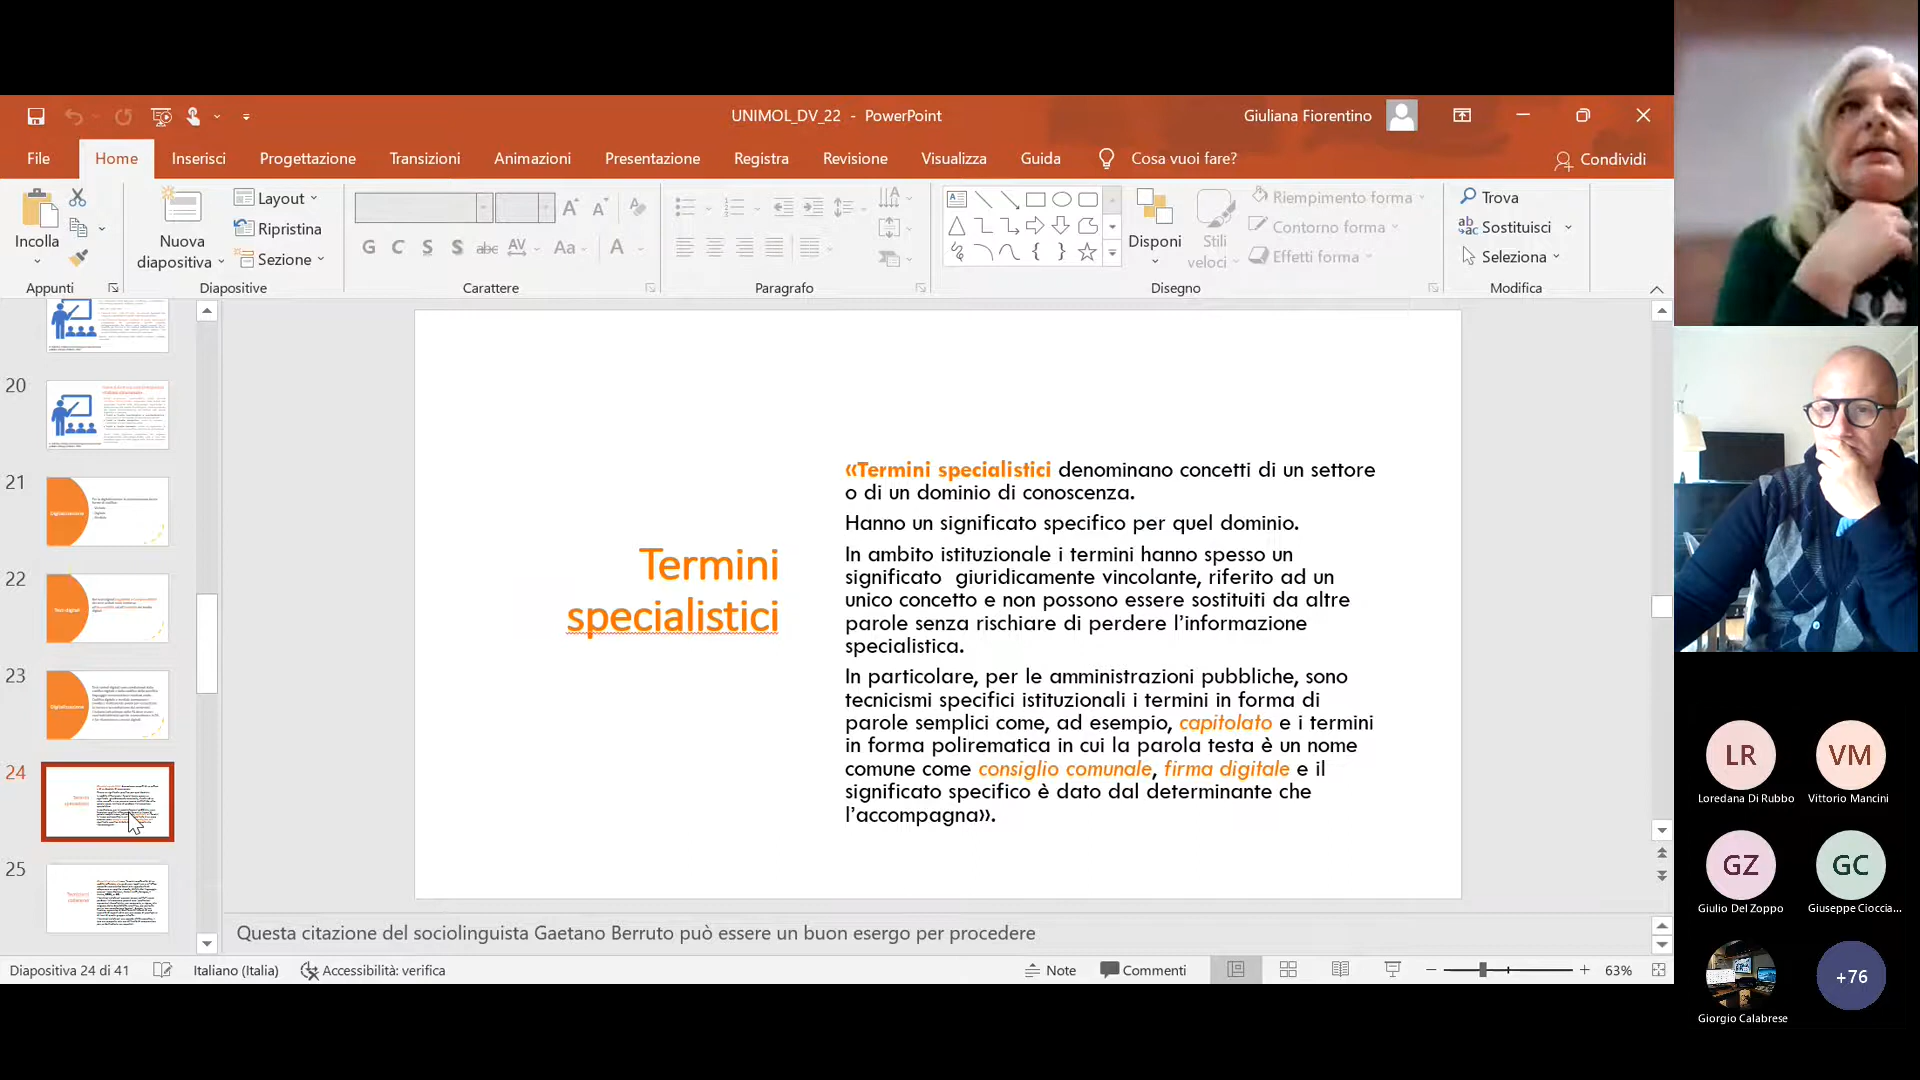 UNIMOL_DV_22 - PowerPoint
Giuliana Fiorentino
File Home Inserisci Progettazione Transizioni Animazioni Presentazione Registra Revisione Visualizza Guida Cosa vuoi fare? Condividi
Incolla
Appunti
Nuova
diapositiva
Layout
Ripristina
Sezione
Diapositive
G C S S abc AV Aa A
Carattere
Paragrafo
Disponi
Stili
veloci
Riempimento forma
Contorno forma
Effetti forma
Disegno
Trova
Sostituisci
Seleziona
Modifica
20
21
22
23
24
25
Termini
specialistici
«Termini specialistici denominano concetti di un settore
o di un dominio di conoscenza.
Hanno un significato specifico per quel dominio.
In ambito istituzionale i termini hanno spesso un
significato giuridicamente vincolante, riferito ad un
unico concetto e non possono essere sostituiti da altre
parole senza rischiare di perdere l'informazione
specialistica.
In particolare, per le amministrazioni pubbliche, sono
tecnicismi specifici istituzionali i termini in forma di
parole semplici come, ad esempio, capitolato e i termini
in forma polirematica in cui la parola testa è un nome
comune come consiglio comunale, firma digitale e il
significato specifico è dato dal determinante che
l'accompagna».
Questa citazione del sociolinguista Gaetano Berruto può essere un buon esergo per procedere
Diapositiva 24 di 41 Italiano (Italia) Accessibilità: verifica Note Commenti 63%
LR VM
Loredana Di Rubbo Vittorio Mancini
GZ GC
Giulio Del Zoppo Giuseppe Cioccia...
+76
Giorgio Calabrese